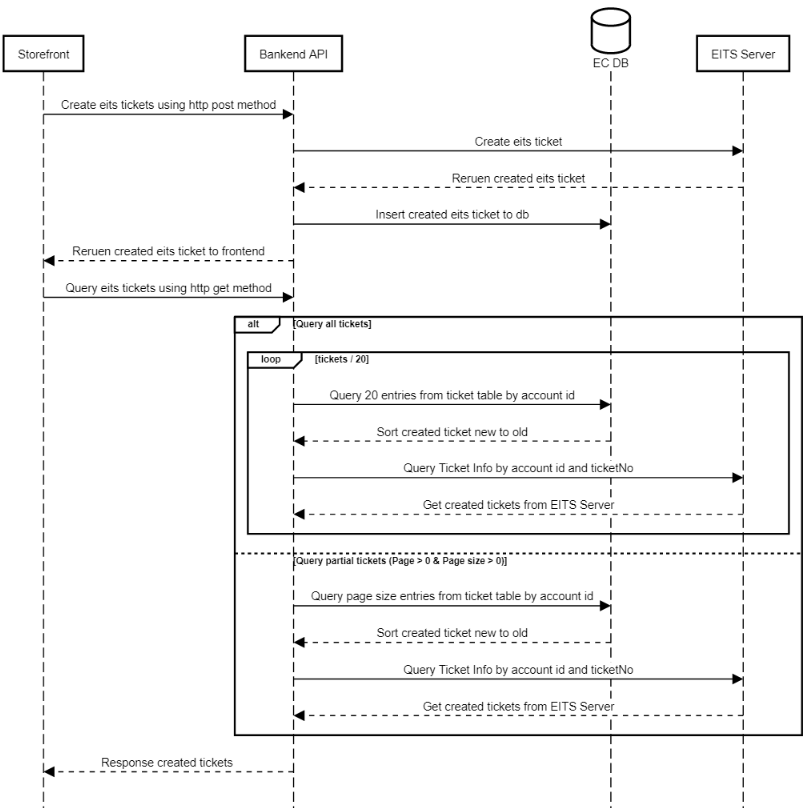 Storefront
Bankend API
EC DB
EITS Server
Create eits tickets using http post method
Create eits ticket
Reruen created eits ticket
Insert created eits ticket to db
Reruen created eits ticket to frontend
Query eits tickets using http get method
alt
[Query all tickets]
loop
[tickets / 20]
Query 20 entries from ticket table by account id
Sort created ticket new to old
Query Ticket Info by account id and ticketNo
Get created tickets from EITS Server
[Query partial tickets (Page > 0 & Page size > 0)]
Query page size entries from ticket table by account id
Sort created ticket new to old
Query Ticket Info by account id and ticketNo
Get created tickets from EITS Server
Response created tickets